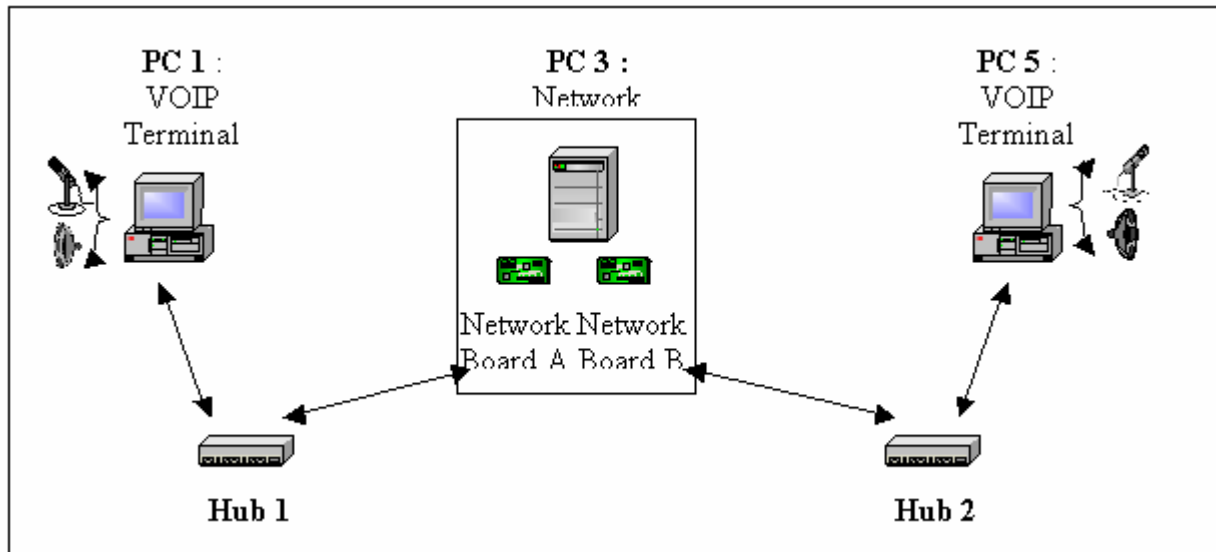 PC 1 :
VOIP
Terminal
PC 3 :
Network
PC 5 :
VOIP
Terminal
Network Network
Board A Board B
Hub 1
Hub 2